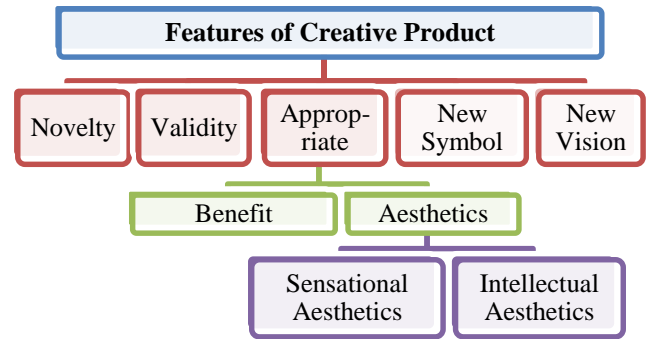 Features of Creative Product
Novelty
Validity
Approp-
riate
New
Symbol
New
Vision
Benefit
Aesthetics
Sensational
Aesthetics
Intellectual
Aesthetics